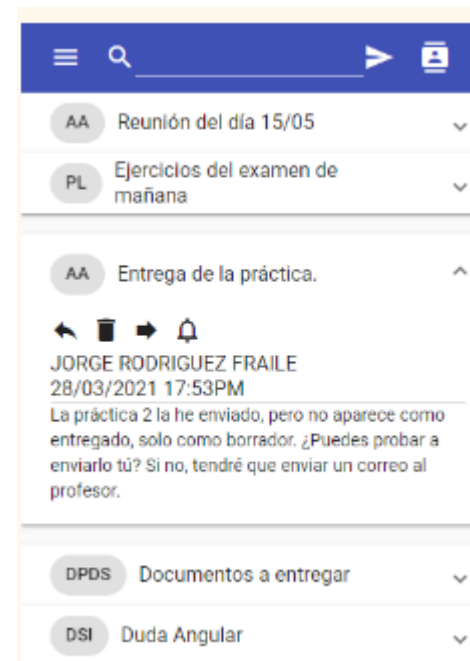 AA Reunión del día 15/05
PL Ejercicios del examen de
mañana
AA Entrega de la práctica.
JORGE RODRIGUEZ FRAILE
28/03/2021 17:53PM
La práctica 2 la he enviado, pero no aparece como
entregado, solo como borrador. ¿Puedes probar a
enviarlo tú? Si no, tendré que enviar un correo al
profesor.
DPDS Documentos a entregar
DSI Duda Angular